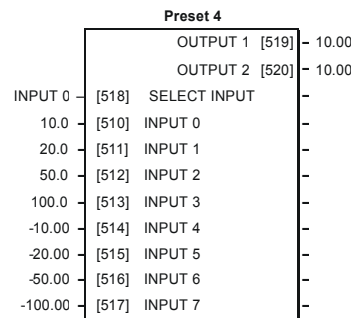 Preset 4
OUTPUT 1 [519] – 10.00
OUTPUT 2 [520] – 10.00
INPUT 0 – [518] SELECT INPUT –
10.0 – [510] INPUT 0 –
20.0 – [511] INPUT 1 –
50.0 – [512] INPUT 2 –
100.0 – [513] INPUT 3 –
-10.00 – [514] INPUT 4 –
-20.00 – [515] INPUT 5 –
-50.00 – [516] INPUT 6 –
-100.00 – [517] INPUT 7 –